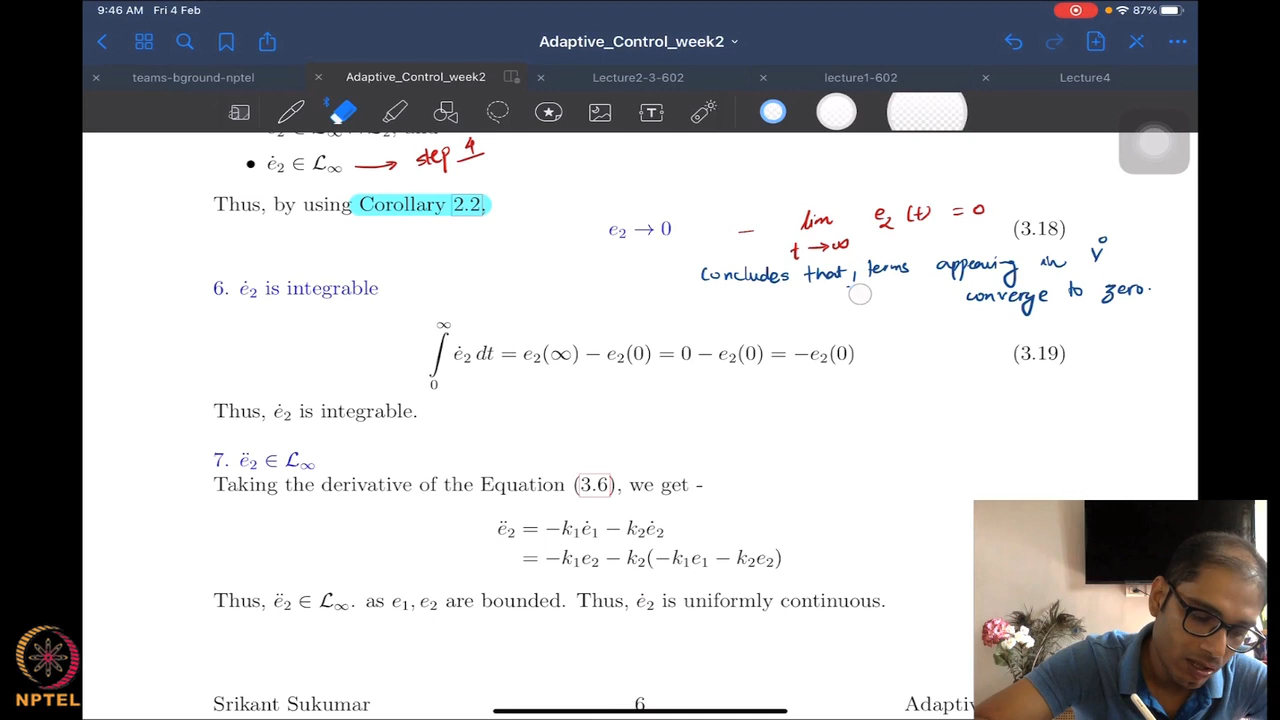 9:46 AM Fri 4 Feb
87%
Adaptive_Control_week2
teams-bground-nptel
Adaptive_Control_week2
Lecture2-3-602
lecture1-602
Lecture4
• ė₂ ∈ 𝓛∞ → step 4
Thus, by using Corollary 2.2,
e₂ → 0 - lim t→∞ e₂(t) = 0 (3.18)
concludes that, terms appearing in V̇
converge to zero.
6. ė₂ is integrable
∫₀^∞ ė₂ dt = e₂(∞) − e₂(0) = 0 − e₂(0) = −e₂(0) (3.19)
Thus, ė₂ is integrable.
7. ë₂ ∈ 𝓛∞
Taking the derivative of the Equation (3.6), we get -
ë₂ = −k₁ė₁ − k₂ė₂
= −k₁e₂ − k₂(−k₁e₁ − k₂e₂)
Thus, ë₂ ∈ 𝓛∞. as e₁, e₂ are bounded. Thus, ė₂ is uniformly continuous.
Srikant Sukumar 6
NPTEL